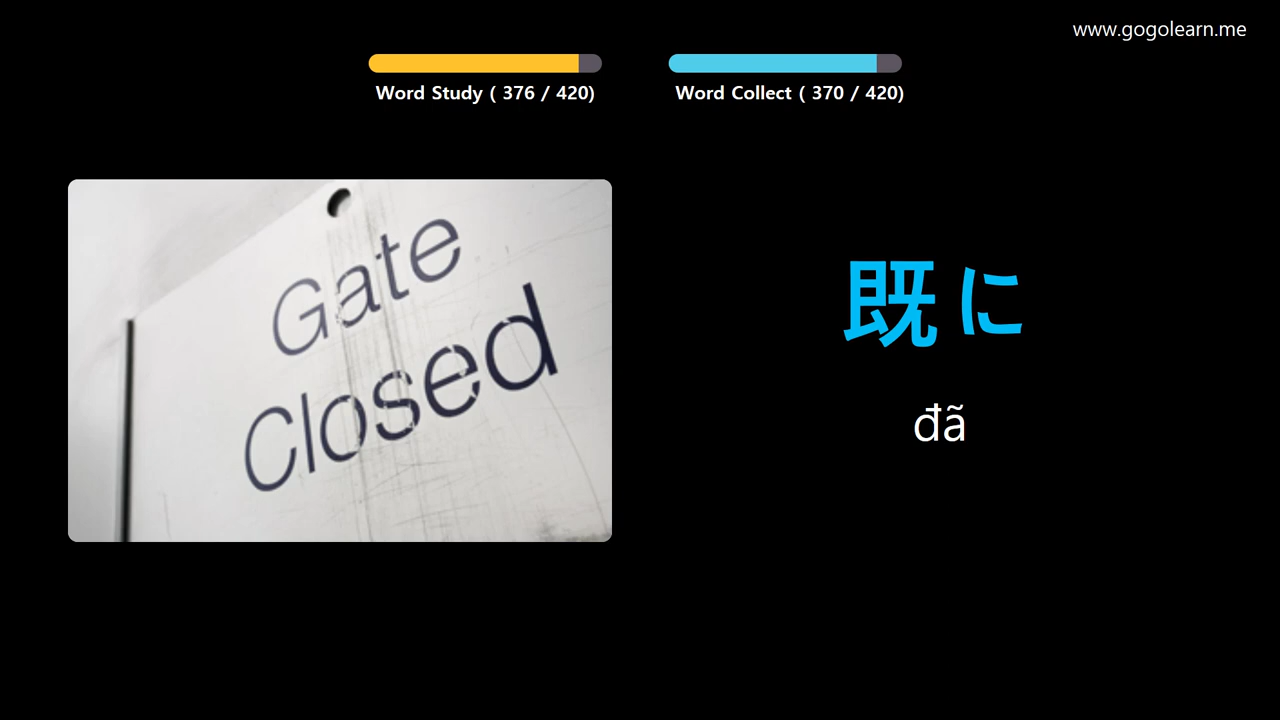 www.gogolearn.me
Word Study ( 376 / 420)
Word Collect ( 370 / 420)
Gate
Closed
既に
đã